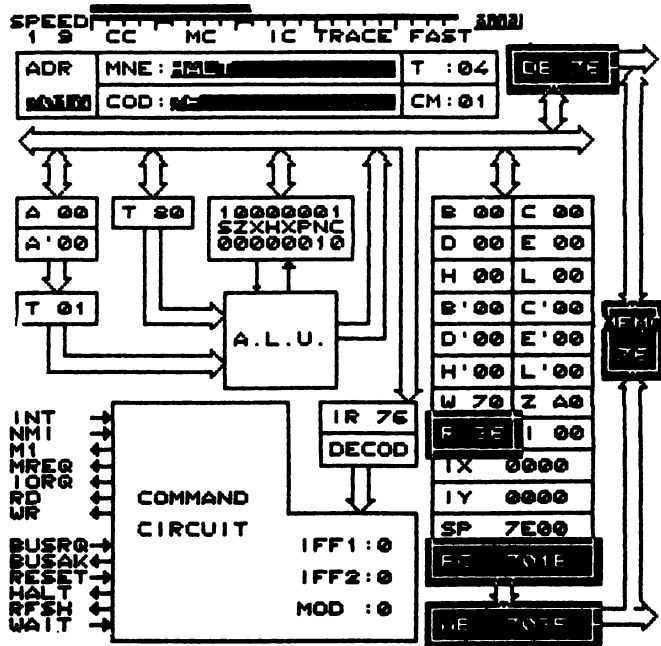 SPEED
1 9 CC MC IC TRACE FAST
ADR MNE: T :04
COD: CM:01
A 00
A'00
T 80
10000001
SZXHXPNC
00000010
T 01
A.L.U.
B 00 C 00
D 00 E 00
H 00 L 00
B'00 C'00
D'00 E'00
H'00 L'00
W 70 Z A0
I 00
IX 0000
IY 0000
SP 7E00
IR 76
DECOD
INT
NMI
M1
MREQ
IORQ
RD
WR
BUSRQ
BUSAK
RESET
HALT
RFSH
WAIT
COMMAND
CIRCUIT
IFF1:0
IFF2:0
MOD :0